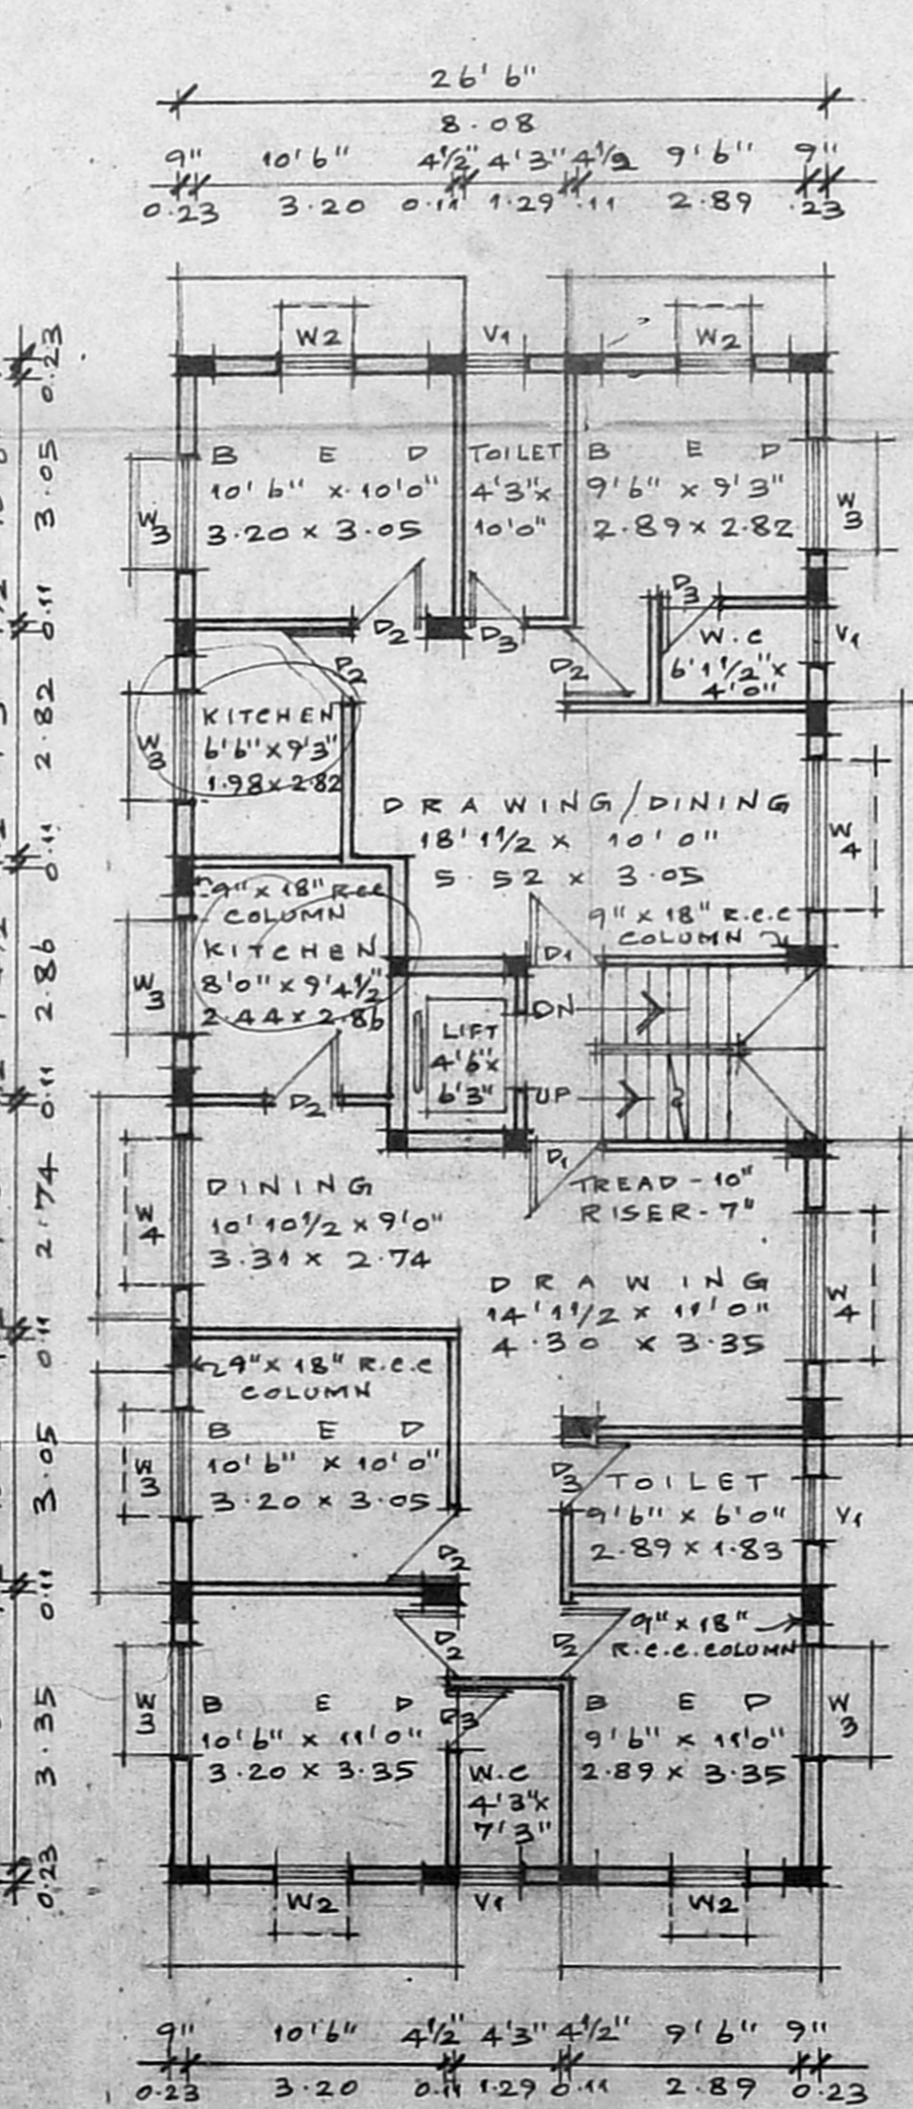 26' 6"
8.08
9" 10'6" 4½" 4'3" 4½ 9'6" 9"
0.23 3.20 0.11 1.29 .11 2.89 .23
W2 V1 W2
0.23
3.05
0.11
2.82
0.11
2.86
0.11
2.74
0.11
3.05
0.11
3.35
0.23
BED
10'6" x 10'0"
3.20 x 3.05
TOILET
4'3"x
10'0"
BED
9'6" x 9'3"
2.89 x 2.82
W3
W3
D2
D3
D3
D2
D2
W.C
6'1½"x
4'0"
V1
KITCHEN
6'6" x 9'3"
1.98 x 2.82
W3
DRAWING/DINING
18'1½ x 10'0"
5.52 x 3.05
W4
9" x 18" RCC
COLUMN
KITCHEN
8'0" x 9'4½"
2.44 x 2.86
W3
9" x 18" R.C.C
COLUMN
D1
DN
LIFT
4'6"x
6'3"
UP
D2
D1
TREAD - 10"
RISER - 7"
DINING
10'10½ x 9'0"
3.31 x 2.74
W4
DRAWING
14'1½ x 11'0"
4.30 x 3.35
W4
9" x 18" R.C.C
COLUMN
BED
10'6" x 10'0"
3.20 x 3.05
W3
D3
TOILET
9'6" x 6'0"
2.89 x 1.83
V1
D2
9" x 18"
R.C.C. COLUMN
D2
D2
BED
10'6" x 11'0"
3.20 x 3.35
W3
D3
W.C
4'3"x
7'3"
BED
9'6" x 11'0"
2.89 x 3.35
W3
W2 V1 W2
9" 10'6" 4½" 4'3" 4½" 9'6" 9"
0.23 3.20 0.11 1.29 0.11 2.89 0.23